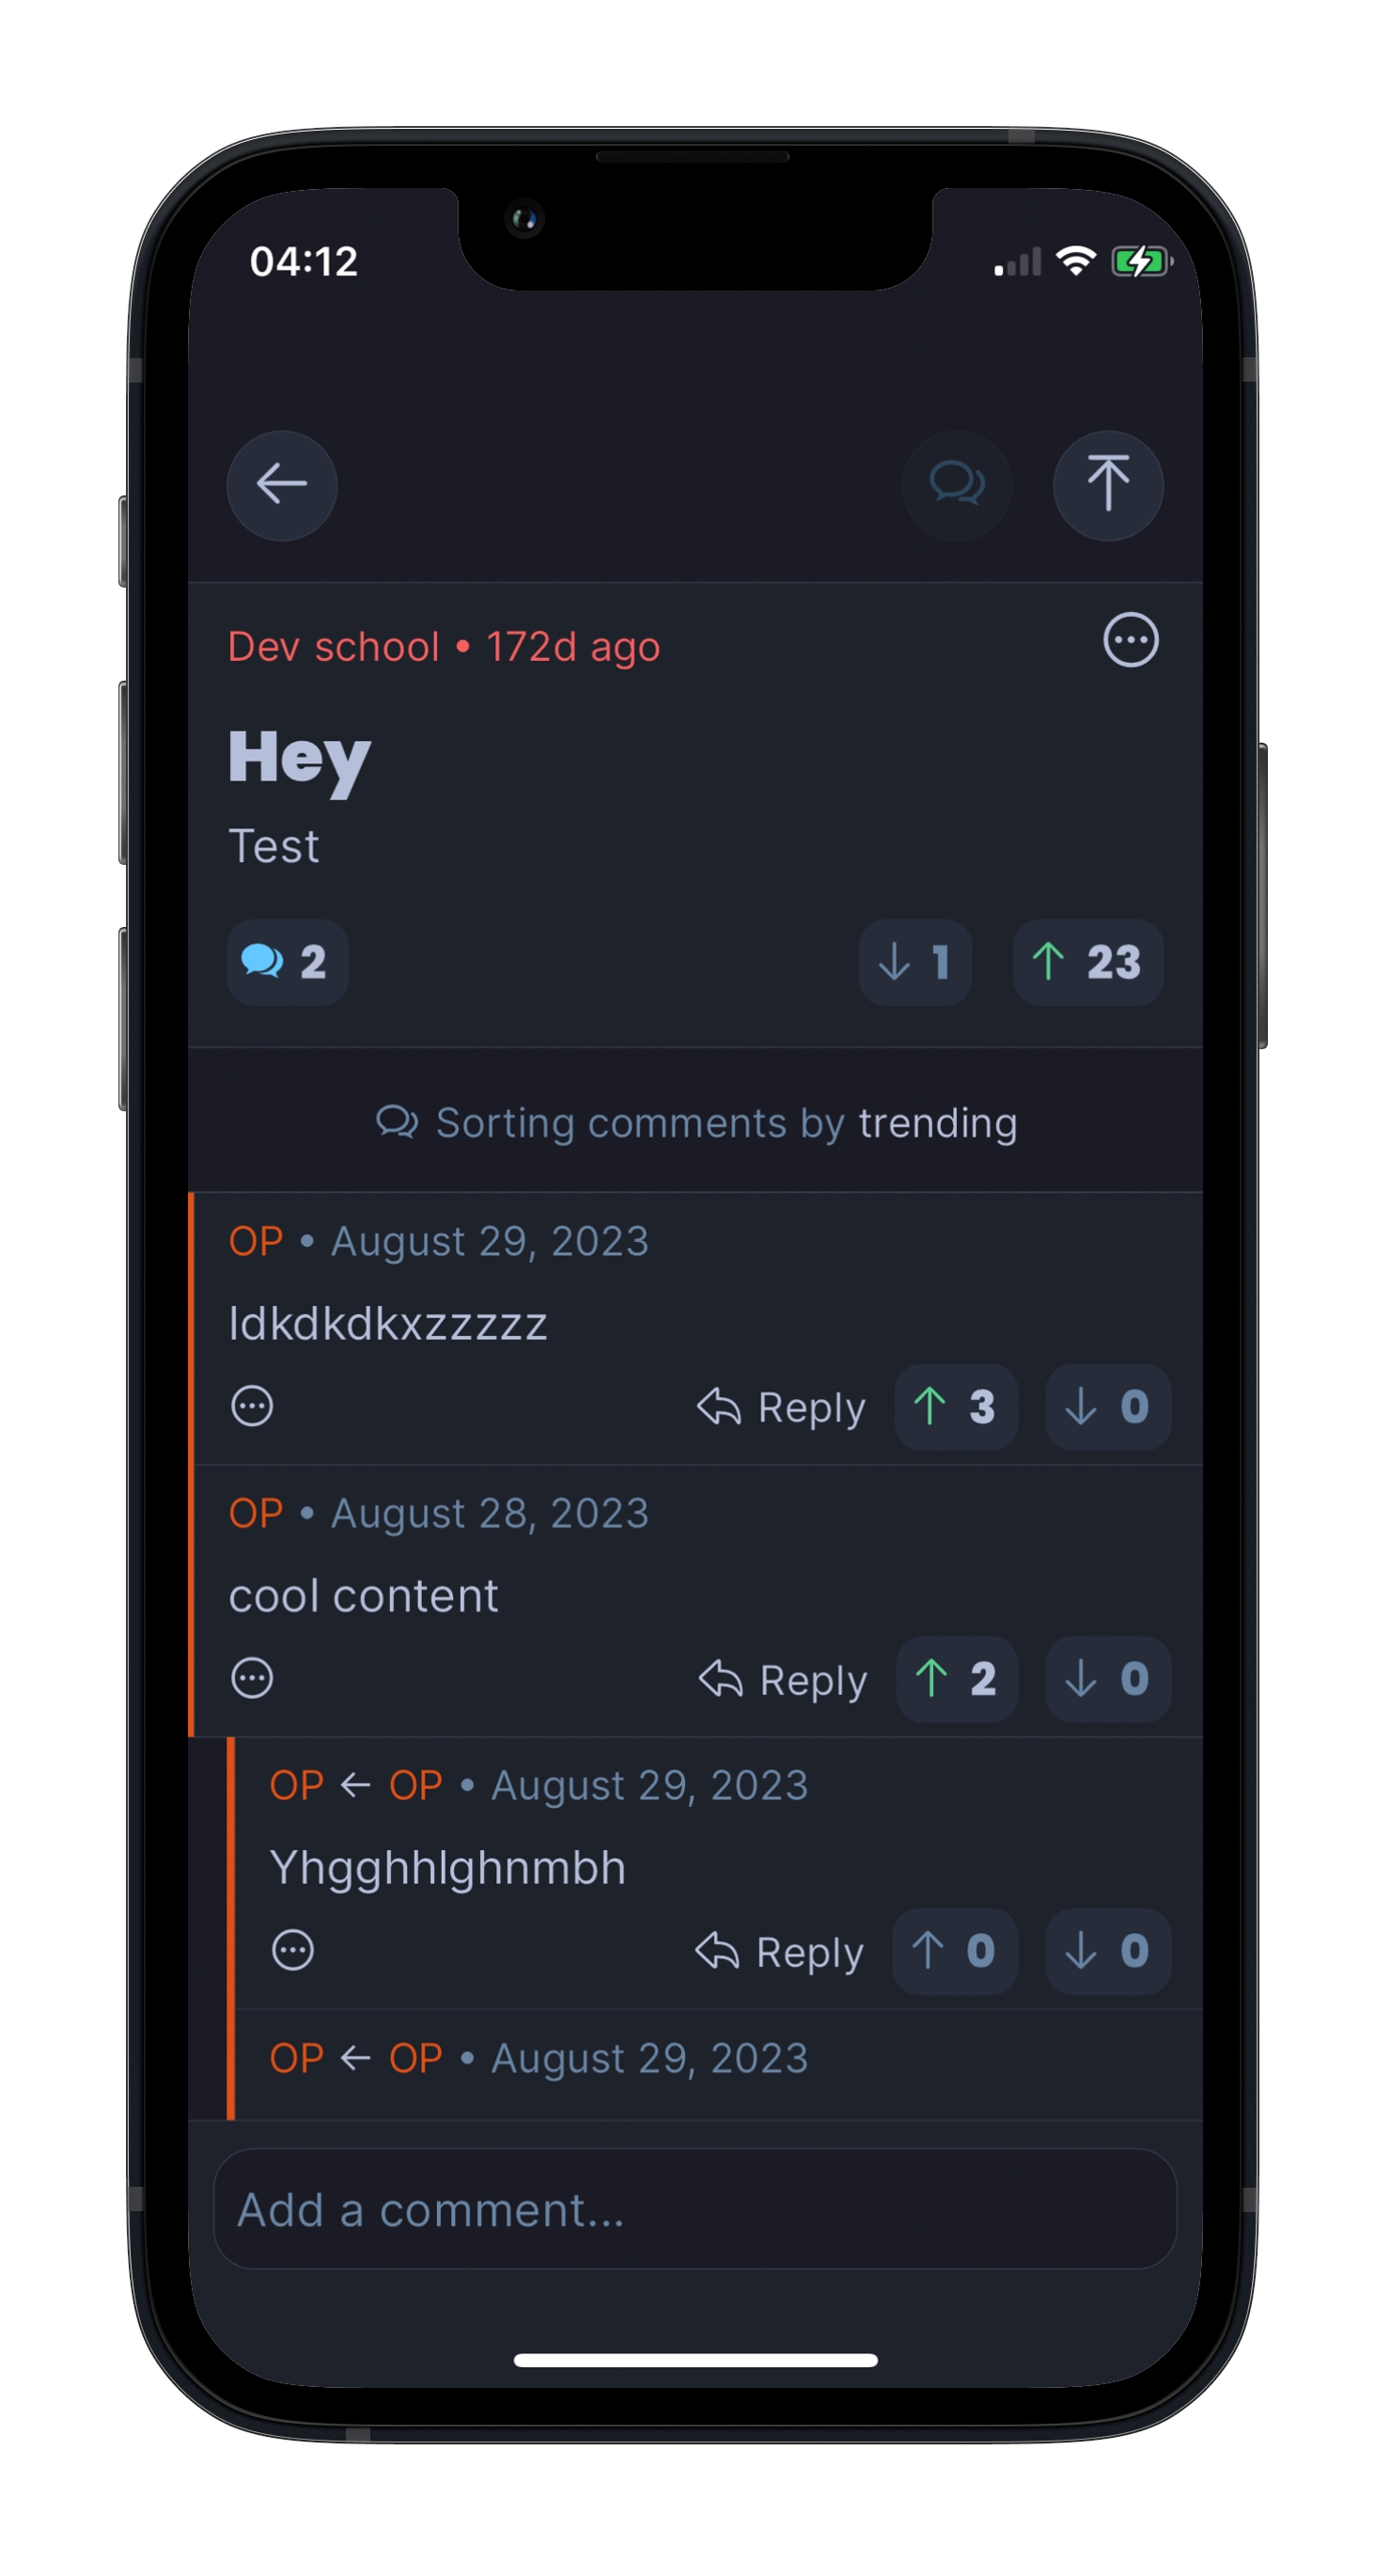 04:12
Dev school • 172d ago
Hey
Test
2
1
23
Sorting comments by trending
OP • August 29, 2023
ldkdkdkxzzzzz
Reply 3 0
OP • August 28, 2023
cool content
Reply 2 0
OP ← OP • August 29, 2023
Yhgghhlghnmbh
Reply 0 0
OP ← OP • August 29, 2023
Add a comment...